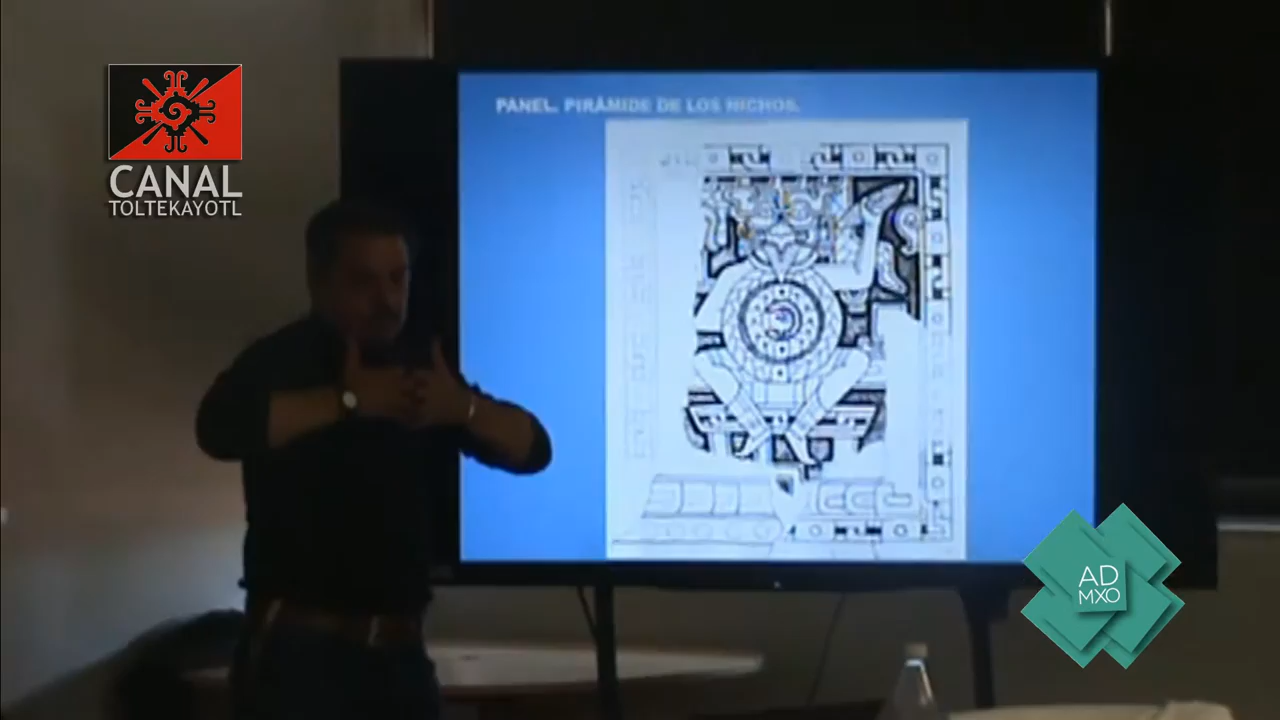 CANAL
TOLTEKAYOTL
PANEL. PIRÁMIDE DE LOS NICHOS.
AD
MXO